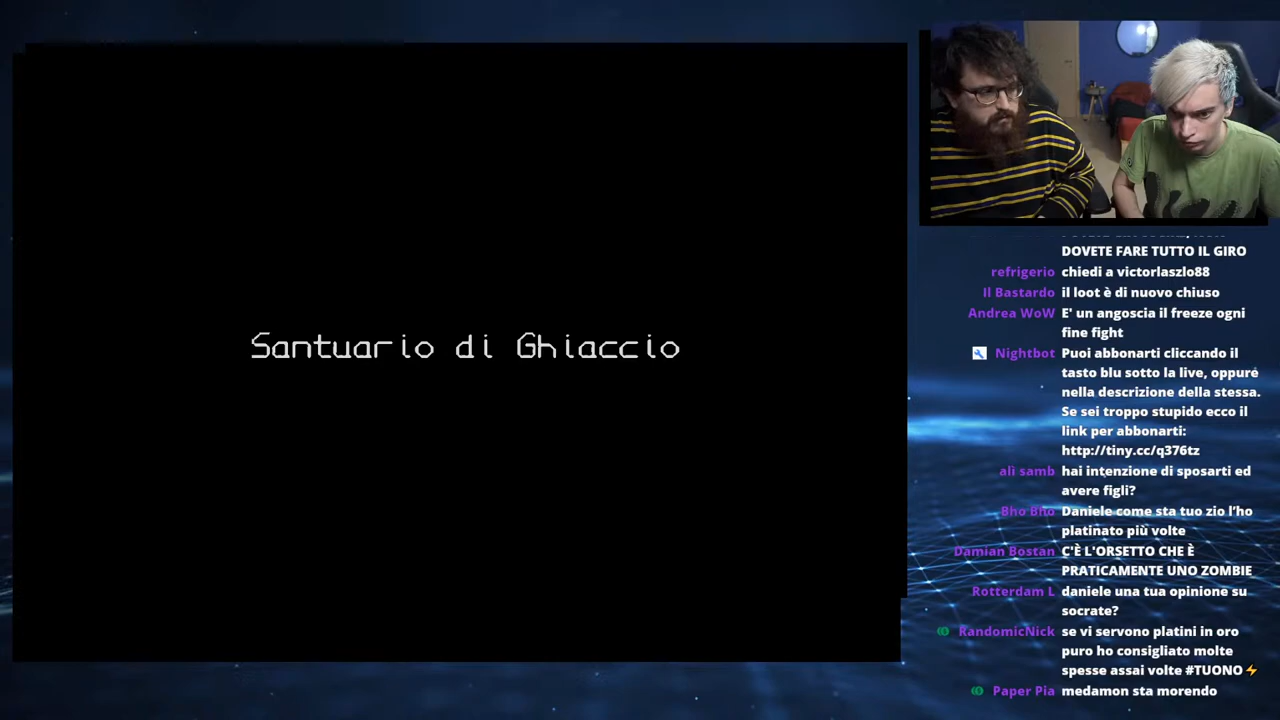 Santuario di Ghiaccio
DOVETE FARE TUTTO IL GIRO
refrigerio chiedi a victorlaszlo88
Il Bastardo il loot è di nuovo chiuso
Andrea WoW E' un angoscia il freeze ogni
fine fight
Nightbot Puoi abbonarti cliccando il
tasto blu sotto la live, oppure
nella descrizione della stessa.
Se sei troppo stupido ecco il
link per abbonarti:
http://tiny.cc/q376tz
alì samb hai intenzione di sposarti ed
avere figli?
Bho Bho Daniele come sta tuo zio l'ho
platinato più volte
Damian Bostan C'È L'ORSETTO CHE È
PRATICAMENTE UNO ZOMBIE
Rotterdam L daniele una tua opinione su
socrate?
RandomicNick se vi servono platini in oro
puro ho consigliato molte
spesse assai volte #TUONO⚡
Paper Pia medamon sta morendo